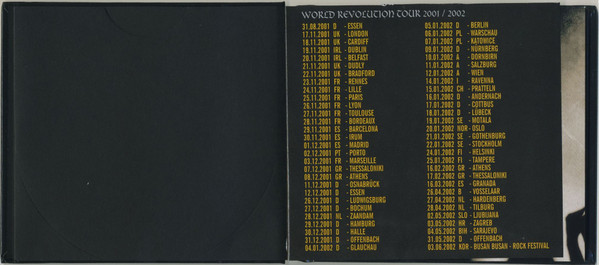 WORLD REVOLUTION TOUR 2001 / 2002
31.08.2001 D - ESSEN
17.11.2001 UK - LONDON
18.11.2001 UK - CARDIFF
19.11.2001 IRL - DUBLIN
20.11.2001 IRL - BELFAST
21.11.2001 UK - DUDLY
22.11.2001 UK - BRADFORD
23.11.2001 FR - RENNES
24.11.2001 FR - LILLE
25.11.2001 FR - PARIS
26.11.2001 FR - LYON
27.11.2001 FR - TOULOUSE
28.11.2001 FR - BORDEAUX
29.11.2001 ES - BARCELONA
30.11.2001 ES - IRUM
01.12.2001 ES - MADRID
02.12.2001 PT - PORTO
03.12.2001 FR - MARSEILLE
07.12.2001 GR - THESSALONIKI
08.12.2001 GR - ATHENS
11.12.2001 D - OSNABRÜCK
12.12.2001 D - ESSEN
26.12.2001 D - LUDWIGSBURG
27.12.2001 D - BOCHUM
28.12.2001 NL - ZAANDAM
29.12.2001 D - HAMBURG
30.12.2001 D - HALLE
31.12.2001 D - OFFENBACH
04.01.2002 D - GLAUCHAU
05.01.2002 D - BERLIN
06.01.2002 PL - WARSCHAU
07.01.2002 PL - KATOWICE
09.01.2002 D - NÜRNBERG
10.01.2002 A - DORNBIRN
11.01.2002 A - SALZBURG
12.01.2002 A - WIEN
14.01.2002 I - RAVENNA
15.01.2002 CH - PRATTELN
16.01.2002 D - ANDERNACH
17.01.2002 D - COTTBUS
18.01.2002 D - LÜBECK
19.01.2002 SE - MOTALA
20.01.2002 NOR - OSLO
21.01.2002 SE - GOTHENBURG
22.01.2002 SE - STOCKHOLM
24.01.2002 FI - HELSINKI
25.01.2002 FI - TAMPERE
16.02.2002 GR - ATHENS
17.02.2002 GR - THESSALONIKI
16.03.2002 ES - GRANADA
26.04.2002 B - VOSSELAAR
27.04.2002 NL - HARDENBERG
28.04.2002 NL - TILBURG
02.05.2002 SLO - LJUBIJANA
03.05.2002 HR - ZAGREB
04.05.2002 BIH - SARAJEVO
31.05.2002 D - OFFENBACH
03.08.2002 KOR - BUSAN BUSAN - ROCK FESTIVAL